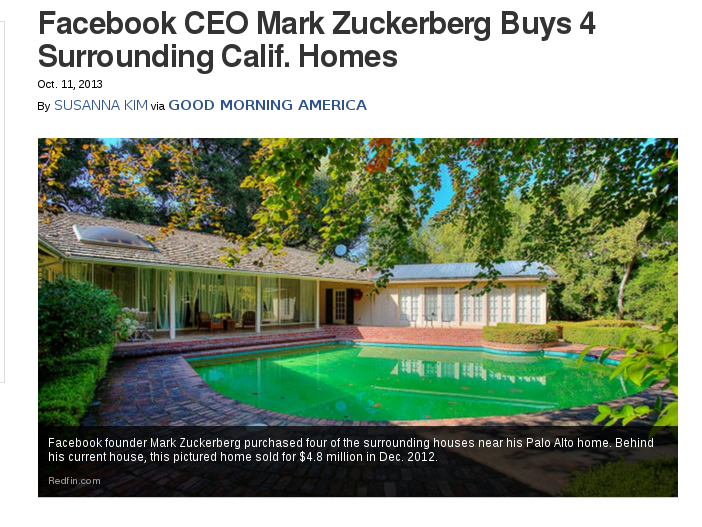 Facebook CEO Mark Zuckerberg Buys 4
Surrounding Calif. Homes
Oct. 11, 2013
By SUSANNA KIM via GOOD MORNING AMERICA
Facebook founder Mark Zuckerberg purchased four of the surrounding houses near his Palo Alto home. Behind
his current house, this pictured home sold for $4.8 million in Dec. 2012.
Redfin.com